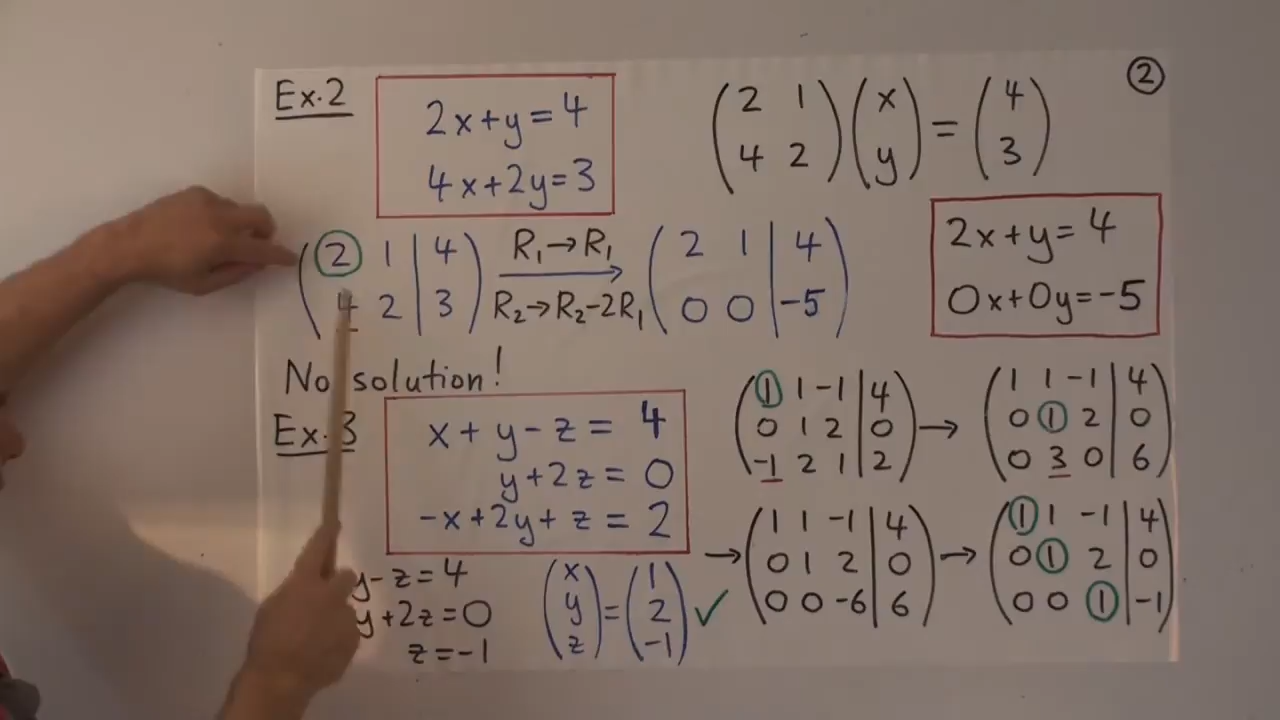 ②
Ex.2
2x+y=4
4x+2y=3
(2 1; 4 2)(x; y) = (4; 3)
(2 1 | 4; 4 2 | 3)
R₁→R₁
R₂→R₂-2R₁
(2 1 | 4; 0 0 | -5)
2x+y=4
0x+0y=-5
No solution!
Ex.3
x+y-z=4
y+2z=0
-x+2y+z=2
(1 1 -1 | 4; 0 1 2 | 0; -1 2 1 | 2) →
(1 1 -1 | 4; 0 1 2 | 0; 0 3 0 | 6)
→ (1 1 -1 | 4; 0 1 2 | 0; 0 0 -6 | 6) →
(1 1 -1 | 4; 0 1 2 | 0; 0 0 1 | -1)
y-z=4
y+2z=0
z=-1
(x; y; z) = (1; 2; -1) ✓